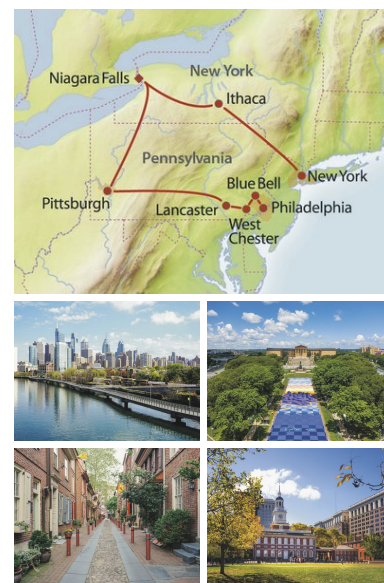 New York
Niagara Falls
Ithaca
Pennsylvania
New York
Blue Bell
Pittsburgh
Lancaster
Philadelphia
West
Chester